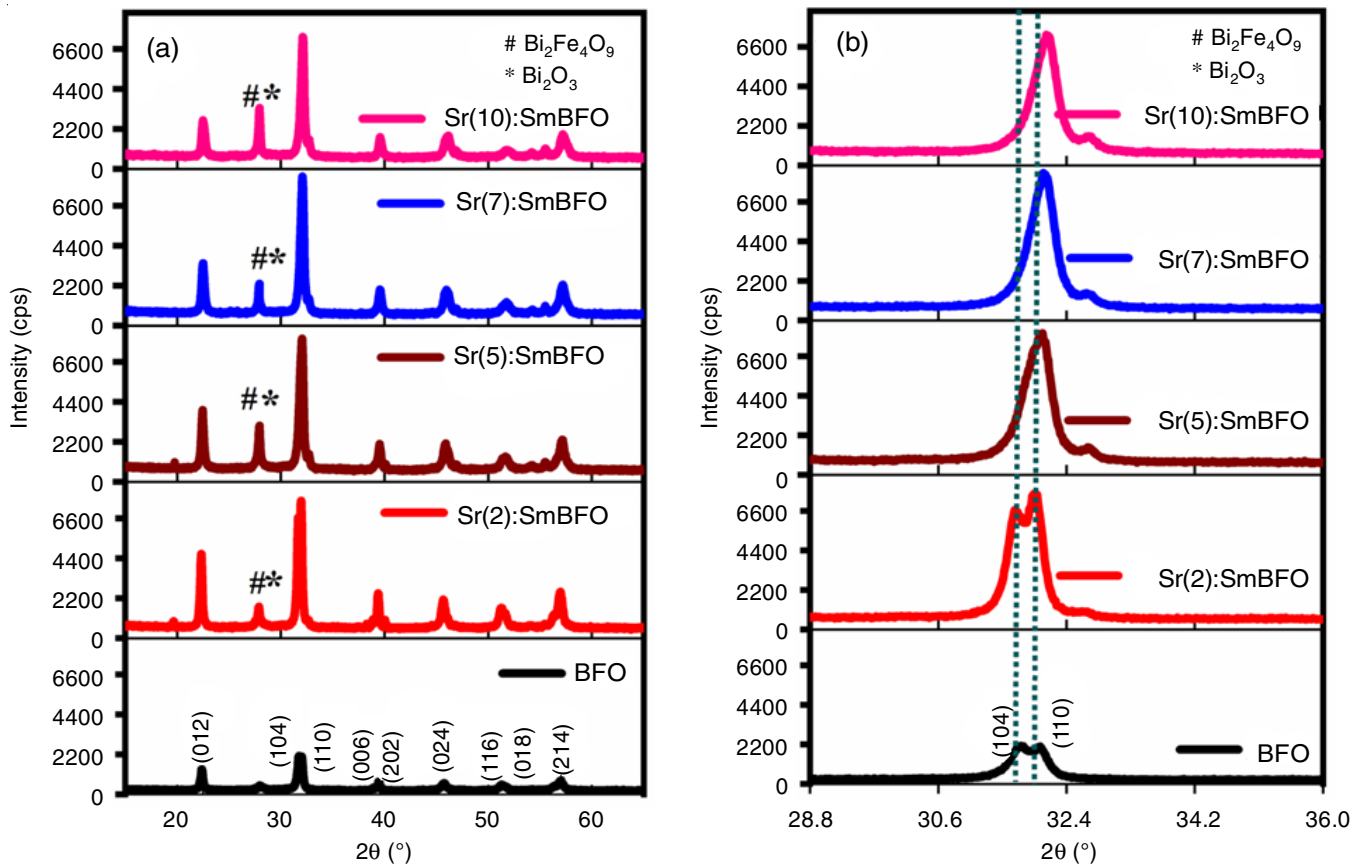 (a)
# Bi₂Fe₄O₉
* Bi₂O₃
6600
4400
2200
0
#*
Sr(10):SmBFO
6600
4400
2200
0
#*
Sr(7):SmBFO
6600
4400
2200
0
#*
Sr(5):SmBFO
6600
4400
2200
0
#*
Sr(2):SmBFO
6600
4400
2200
0
BFO
(012)
(104)
(110)
(006)
(202)
(024)
(116)
(018)
(214)
20 30 40 50 60
2θ (°)
Intensity (cps)
(b)
# Bi₂Fe₄O₉
* Bi₂O₃
6600
4400
2200
0
Sr(10):SmBFO
6600
4400
2200
0
Sr(7):SmBFO
6600
4400
2200
0
Sr(5):SmBFO
6600
4400
2200
0
Sr(2):SmBFO
6600
4400
2200
0
(104)
(110)
BFO
28.8 30.6 32.4 34.2 36.0
2θ (°)
Intensity (cps)